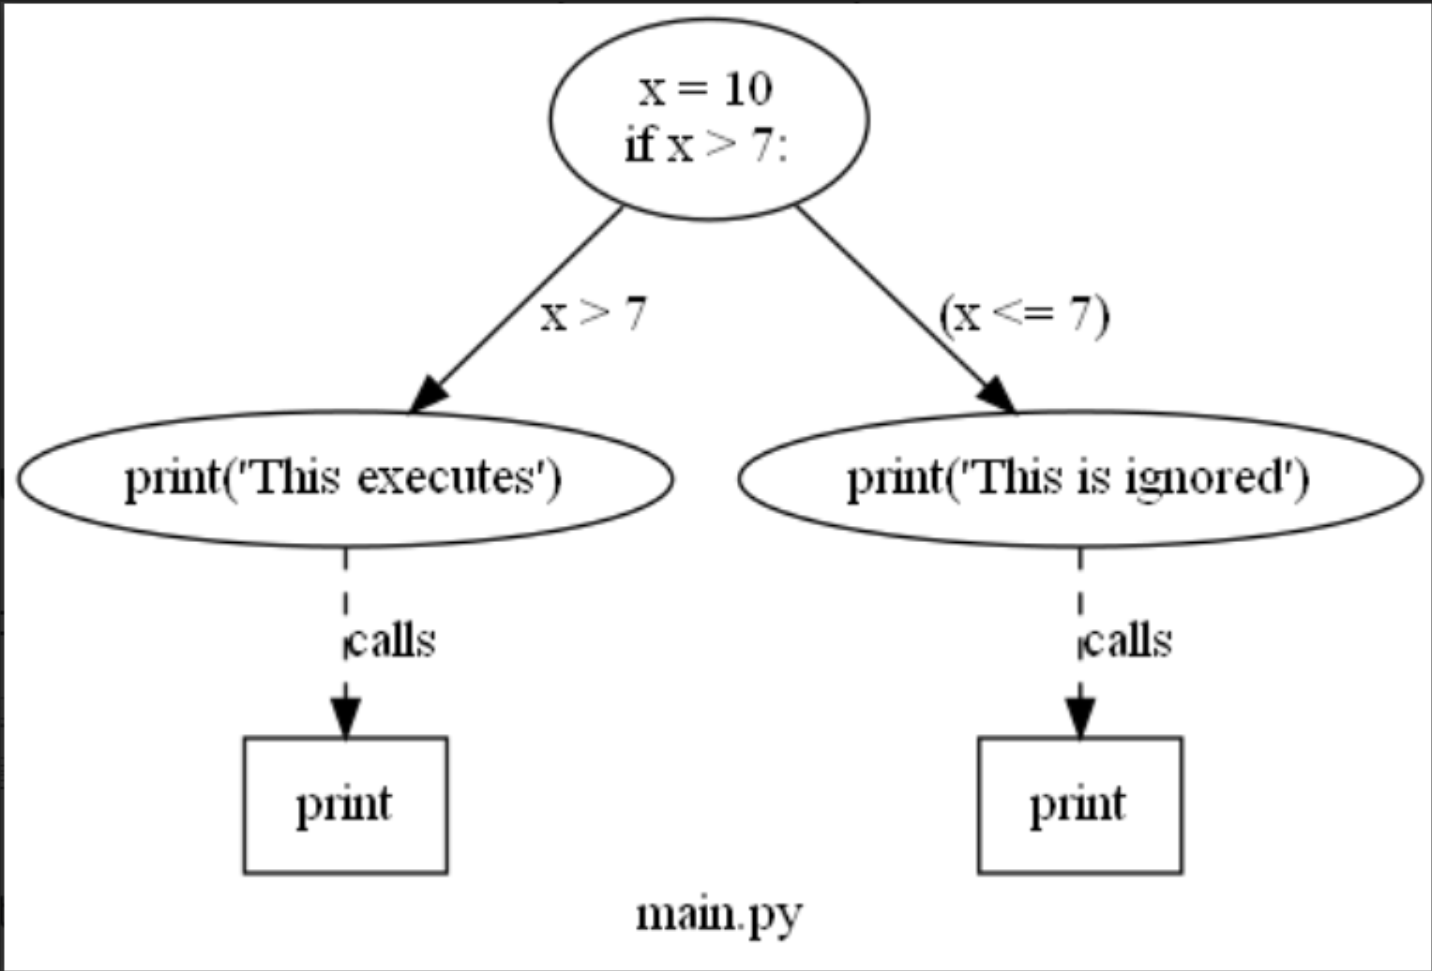 x = 10
if x > 7:
x > 7
(x <= 7)
print('This executes')
print('This is ignored')
calls
calls
print
print
main.py